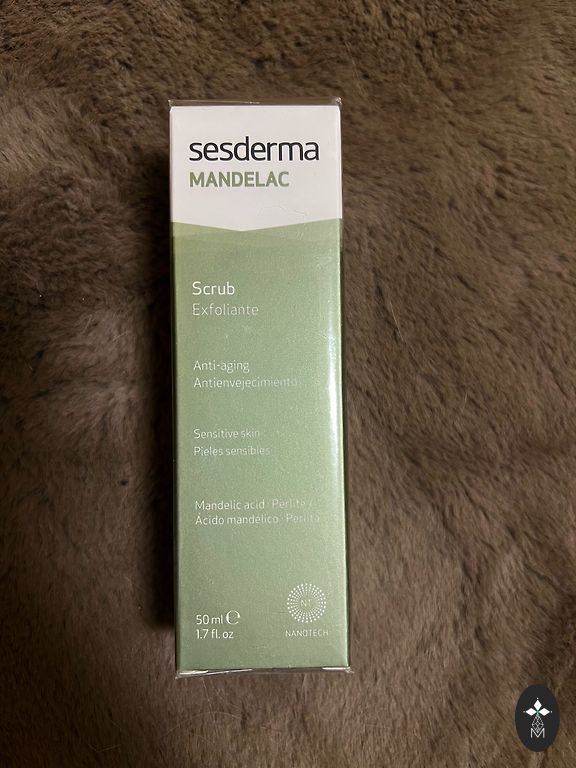 sesderma
MANDELAC
Scrub
Exfoliante
Anti-aging
Antienvejecimiento
Sensitive skin
Pieles sensibles
Mandelic acid · Perlite /
Ácido mandélico · Perlita
NT
50 ml ℮
1.7 fl. oz
NANOTECH
M